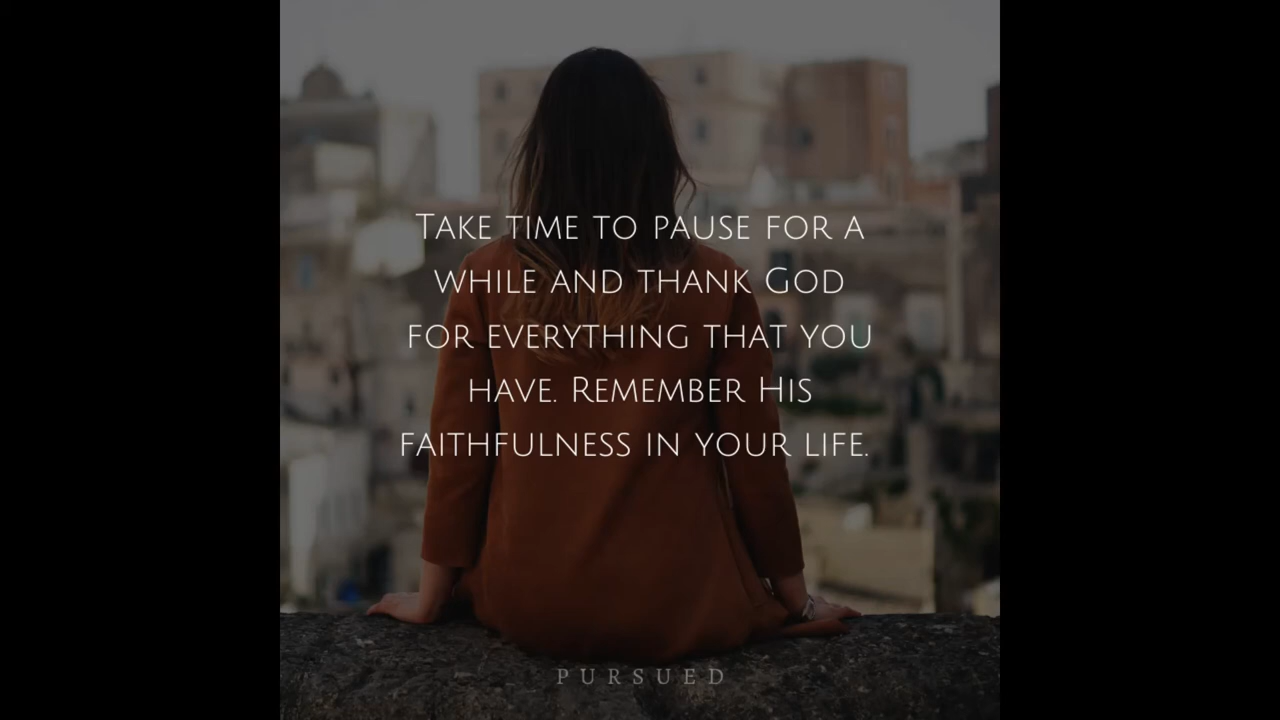 Take time to pause for a
while and thank God
for everything that you
have. Remember His
faithfulness in your life.
PURSUED